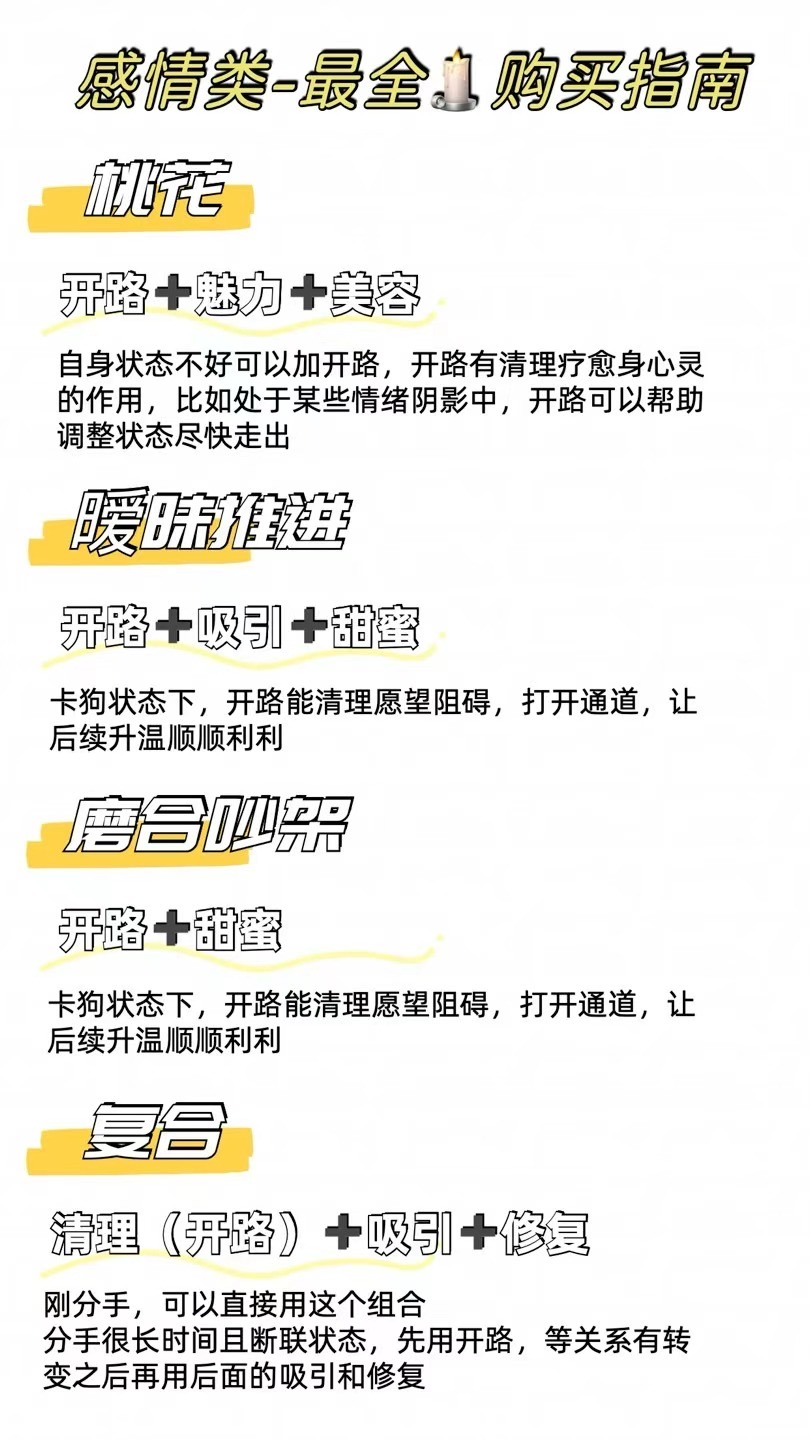 感情类-最全🕯️购买指南
桃花
开路➕魅力➕美容
自身状态不好可以加开路，开路有清理疗愈身心灵
的作用，比如处于某些情绪阴影中，开路可以帮助
调整状态尽快走出
暧昧推进
开路➕吸引➕甜蜜
卡狗状态下，开路能清理愿望阻碍，打开通道，让
后续升温顺顺利利
磨合吵架
开路➕甜蜜
卡狗状态下，开路能清理愿望阻碍，打开通道，让
后续升温顺顺利利
复合
清理（开路）➕吸引➕修复
刚分手，可以直接用这个组合
分手很长时间且断联状态，先用开路，等关系有转
变之后再用后面的吸引和修复